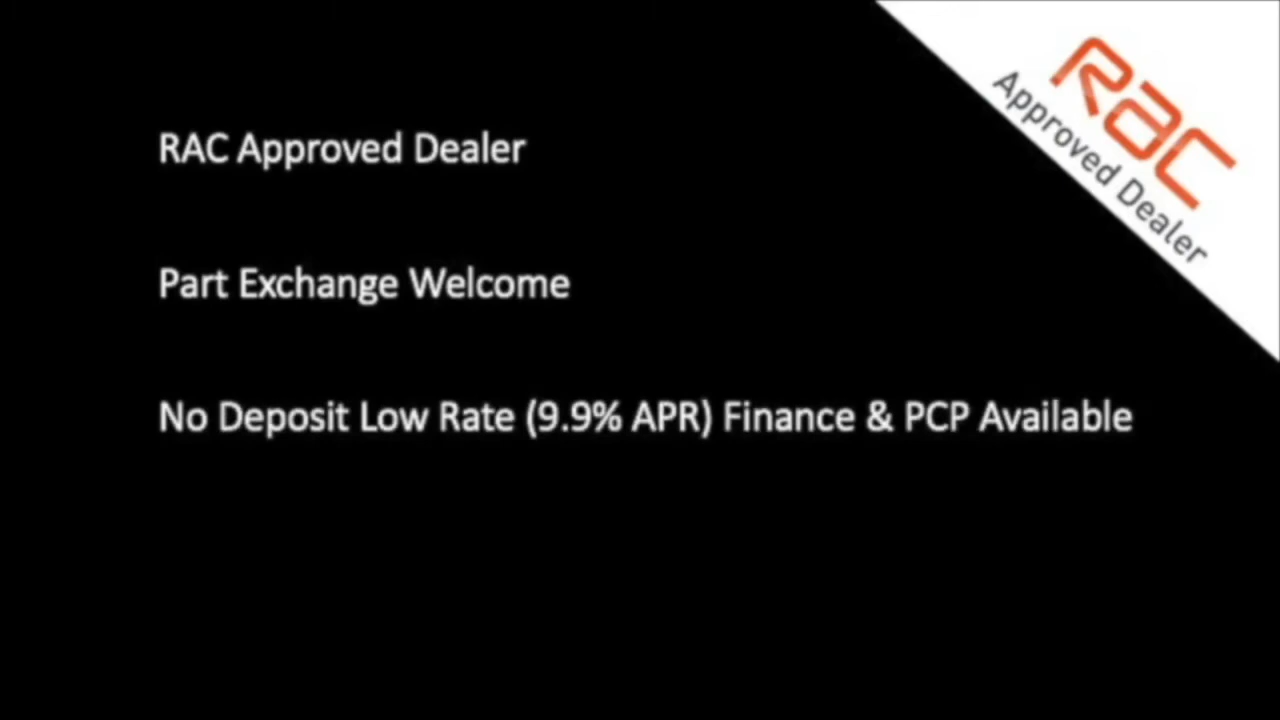 RAC
Approved Dealer
RAC Approved Dealer
Part Exchange Welcome
No Deposit Low Rate (9.9% APR) Finance & PCP Available